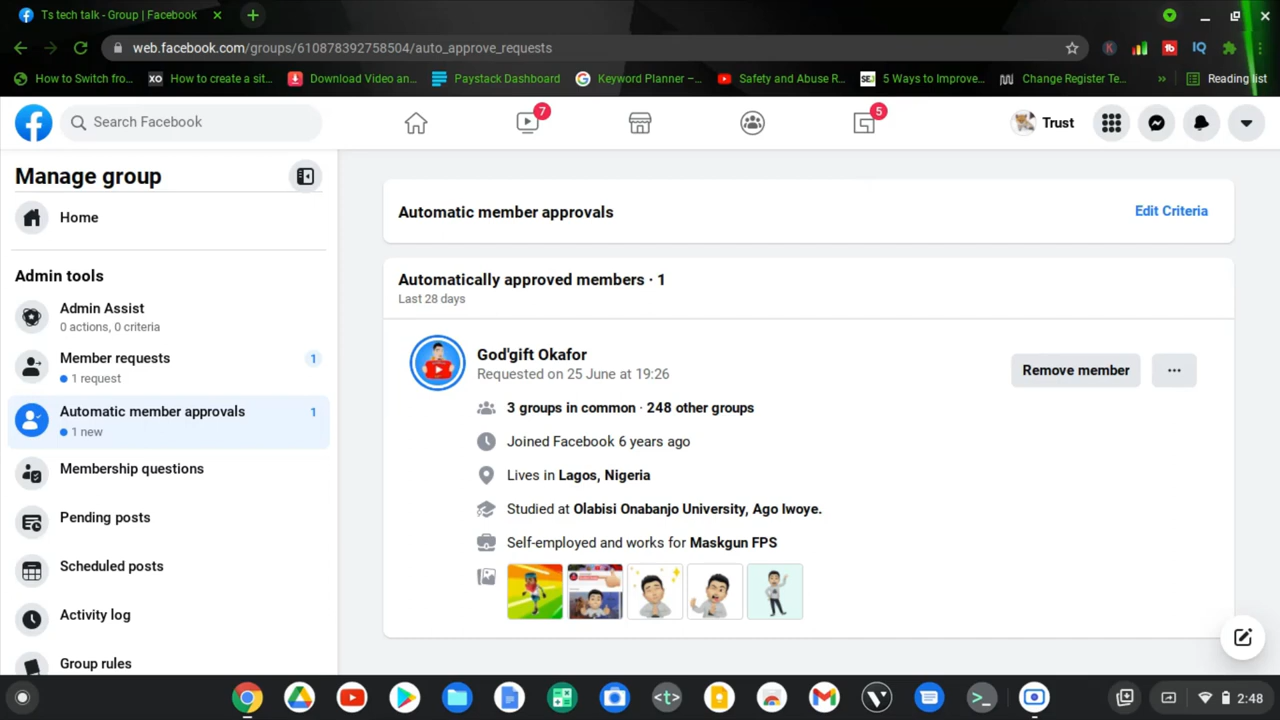 Ts tech talk - Group | Facebook
web.facebook.com/groups/610878392758504/auto_approve_requests
How to Switch fro...
XO How to create a sit...
Download Video an...
Paystack Dashboard
Keyword Planner –...
Safety and Abuse R...
SEJ 5 Ways to Improve...
Change Register Te...
»
Reading list
Search Facebook
7
5
Trust
Manage group
Home
Admin tools
Admin Assist
0 actions, 0 criteria
Member requests 1
1 request
Automatic member approvals 1
1 new
Membership questions
Pending posts
Scheduled posts
Activity log
Group rules
Automatic member approvals
Edit Criteria
Automatically approved members · 1
Last 28 days
God'gift Okafor
Requested on 25 June at 19:26
Remove member
3 groups in common · 248 other groups
Joined Facebook 6 years ago
Lives in Lagos, Nigeria
Studied at Olabisi Onabanjo University, Ago Iwoye.
Self-employed and works for Maskgun FPS
2:48